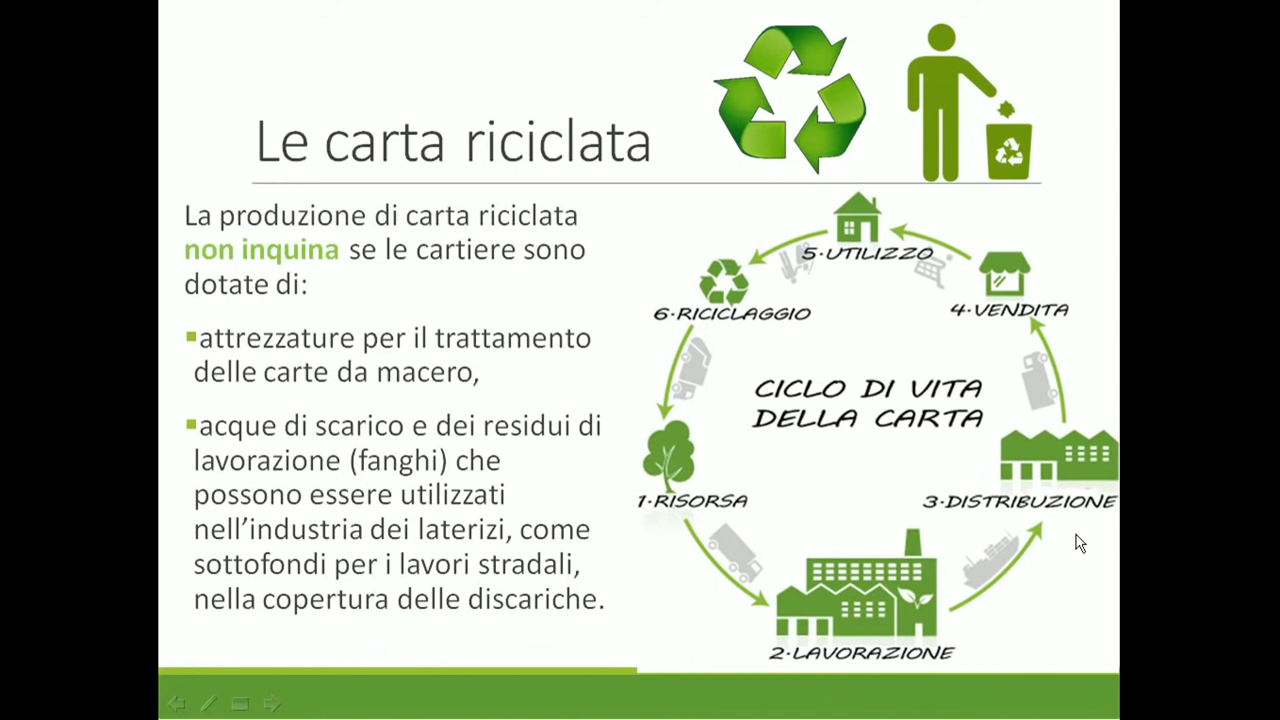 Le carta riciclata
La produzione di carta riciclata
non inquina se le cartiere sono
dotate di:
▪attrezzature per il trattamento
delle carte da macero,
▪acque di scarico e dei residui di
lavorazione (fanghi) che
possono essere utilizzati
nell’industria dei laterizi, come
sottofondi per i lavori stradali,
nella copertura delle discariche.
5·UTILIZZO
6·RICICLAGGIO
4·VENDITA
CICLO DI VITA
DELLA CARTA
1·RISORSA
3·DISTRIBUZIONE
2·LAVORAZIONE